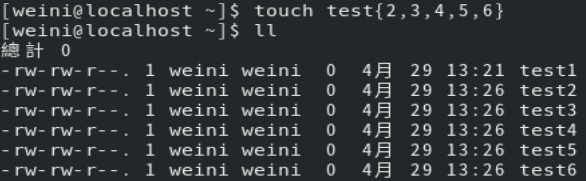 [weini@localhost ~]$ touch test{2,3,4,5,6}
[weini@localhost ~]$ ll
總計 0
-rw-rw-r--. 1 weini weini 0 4月 29 13:21 test1
-rw-rw-r--. 1 weini weini 0 4月 29 13:26 test2
-rw-rw-r--. 1 weini weini 0 4月 29 13:26 test3
-rw-rw-r--. 1 weini weini 0 4月 29 13:26 test4
-rw-rw-r--. 1 weini weini 0 4月 29 13:26 test5
-rw-rw-r--. 1 weini weini 0 4月 29 13:26 test6